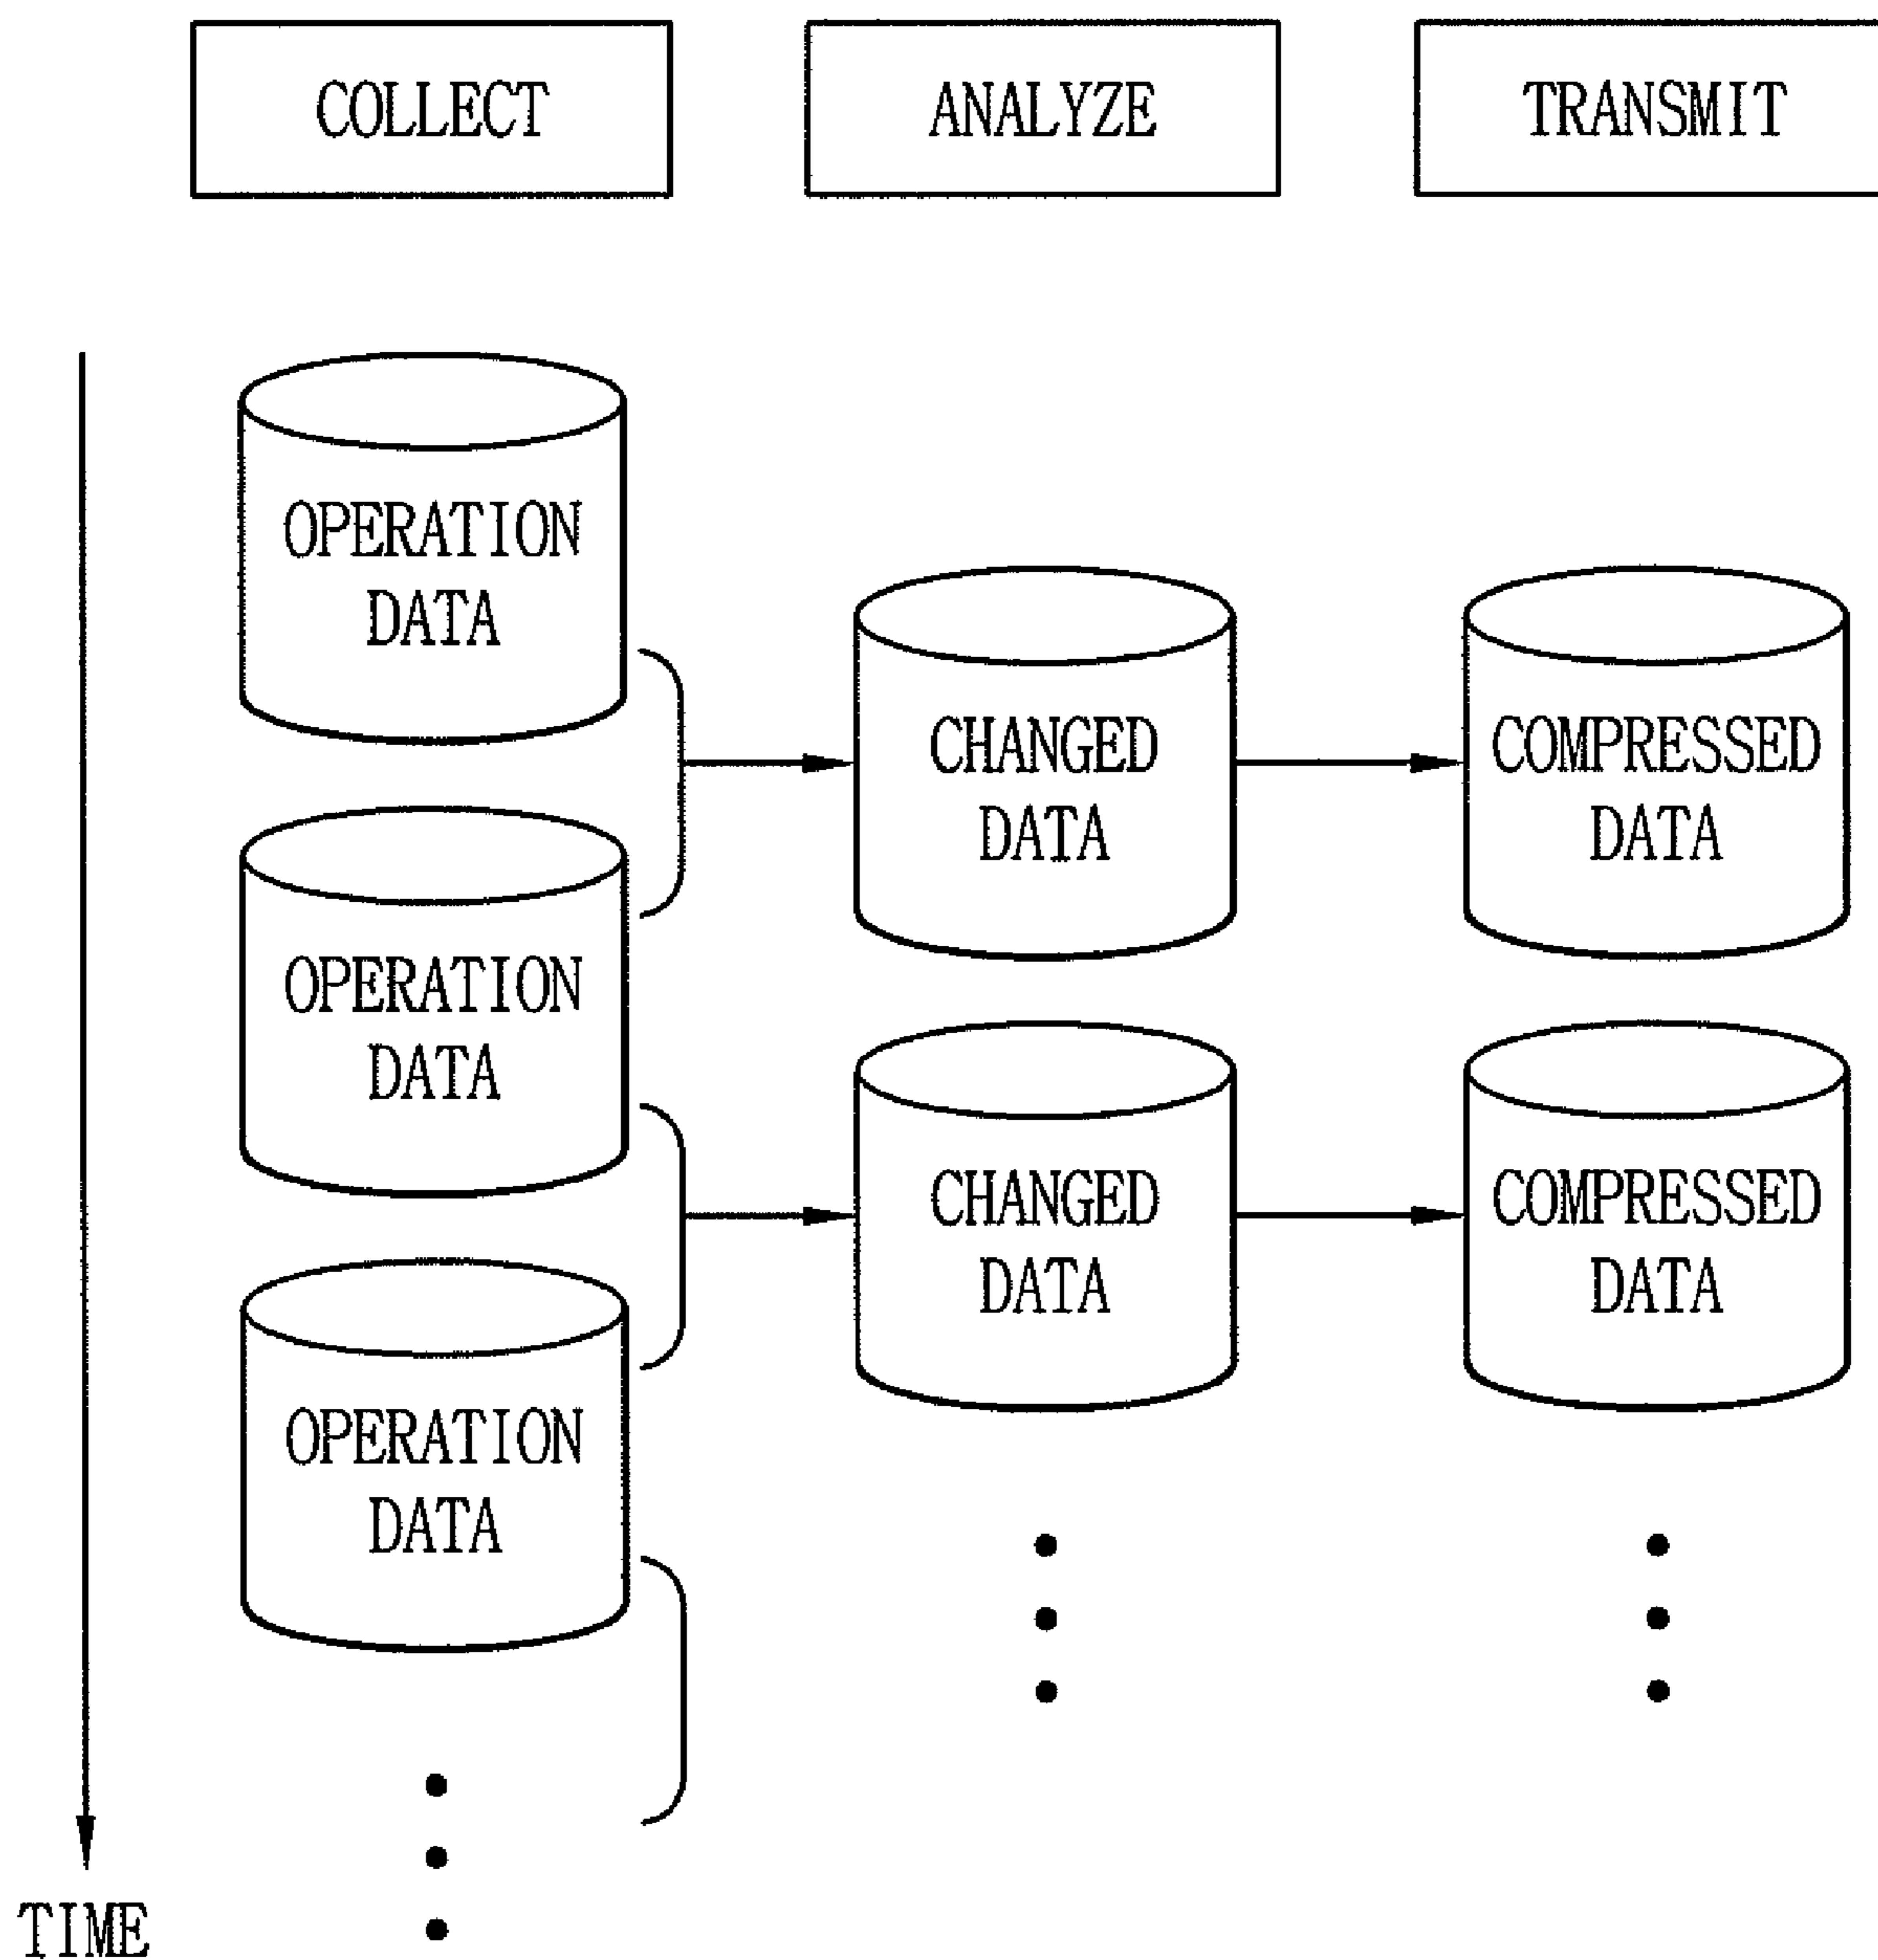 COLLECT
ANALYZE
TRANSMIT
OPERATION
DATA
CHANGED
DATA
COMPRESSED
DATA
OPERATION
DATA
CHANGED
DATA
COMPRESSED
DATA
OPERATION
DATA
TIME